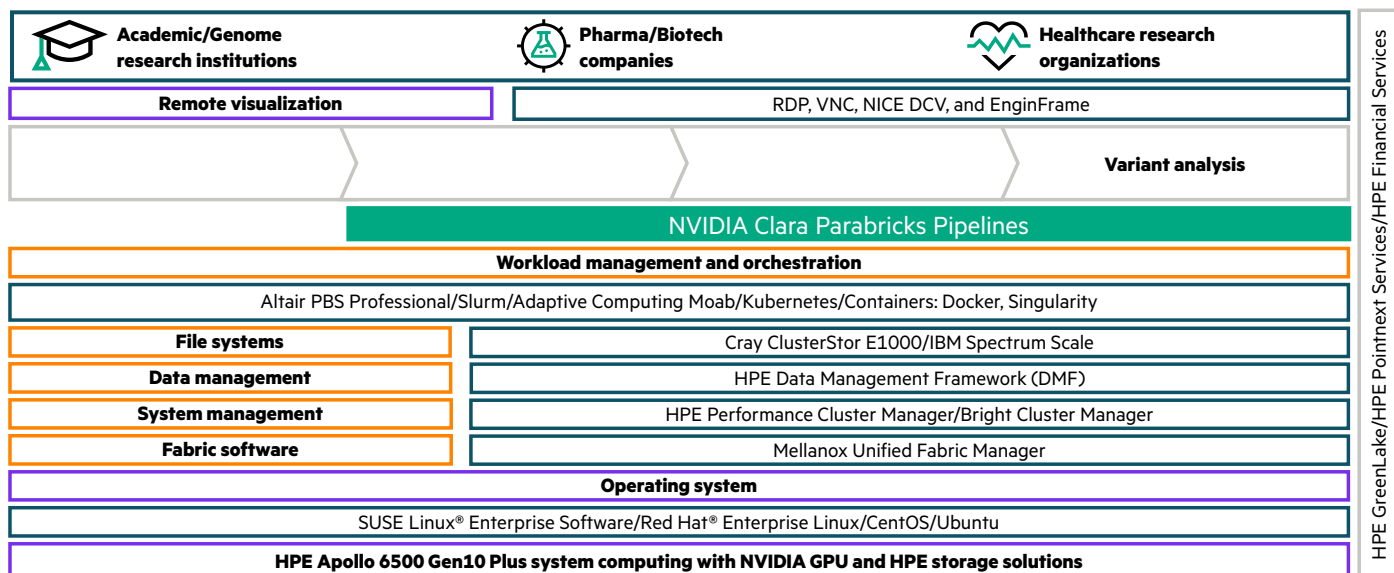 Academic/Genome
research institutions
Pharma/Biotech
companies
Healthcare research
organizations
Remote visualization
RDP, VNC, NICE DCV, and EnginFrame
Variant analysis
NVIDIA Clara Parabricks Pipelines
Workload management and orchestration
Altair PBS Professional/Slurm/Adaptive Computing Moab/Kubernetes/Containers: Docker, Singularity
File systems
Cray ClusterStor E1000/IBM Spectrum Scale
Data management
HPE Data Management Framework (DMF)
System management
HPE Performance Cluster Manager/Bright Cluster Manager
Fabric software
Mellanox Unified Fabric Manager
Operating system
SUSE Linux® Enterprise Software/Red Hat® Enterprise Linux/CentOS/Ubuntu
HPE Apollo 6500 Gen10 Plus system computing with NVIDIA GPU and HPE storage solutions
HPE GreenLake/HPE Pointnext Services/HPE Financial Services